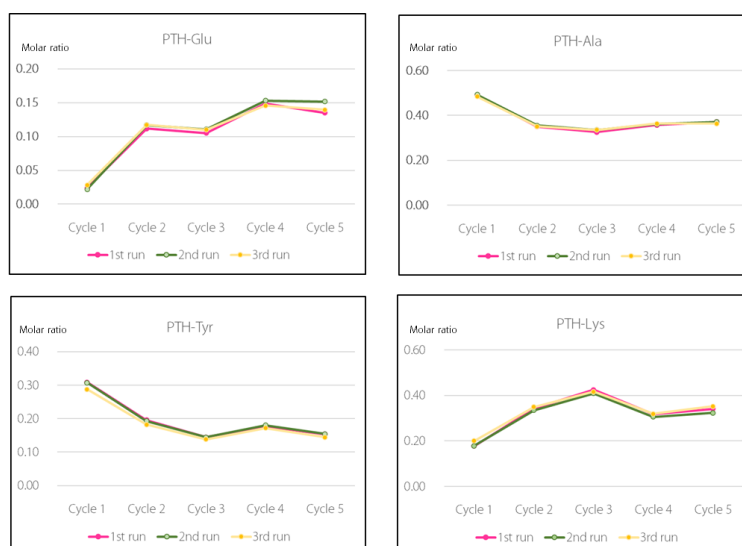 PTH-Glu
Molar ratio
0.20
0.15
0.10
0.05
0.00
Cycle 1 Cycle 2 Cycle 3 Cycle 4 Cycle 5
1st run 2nd run 3rd run
PTH-Ala
Molar ratio
0.60
0.40
0.20
0.00
Cycle 1 Cycle 2 Cycle 3 Cycle 4 Cycle 5
1st run 2nd run 3rd run
PTH-Tyr
Molar ratio
0.40
0.30
0.20
0.10
0.00
Cycle 1 Cycle 2 Cycle 3 Cycle 4 Cycle 5
1st run 2nd run 3rd run
PTH-Lys
Molar ratio
0.60
0.40
0.20
0.00
Cycle 1 Cycle 2 Cycle 3 Cycle 4 Cycle 5
1st run 2nd run 3rd run